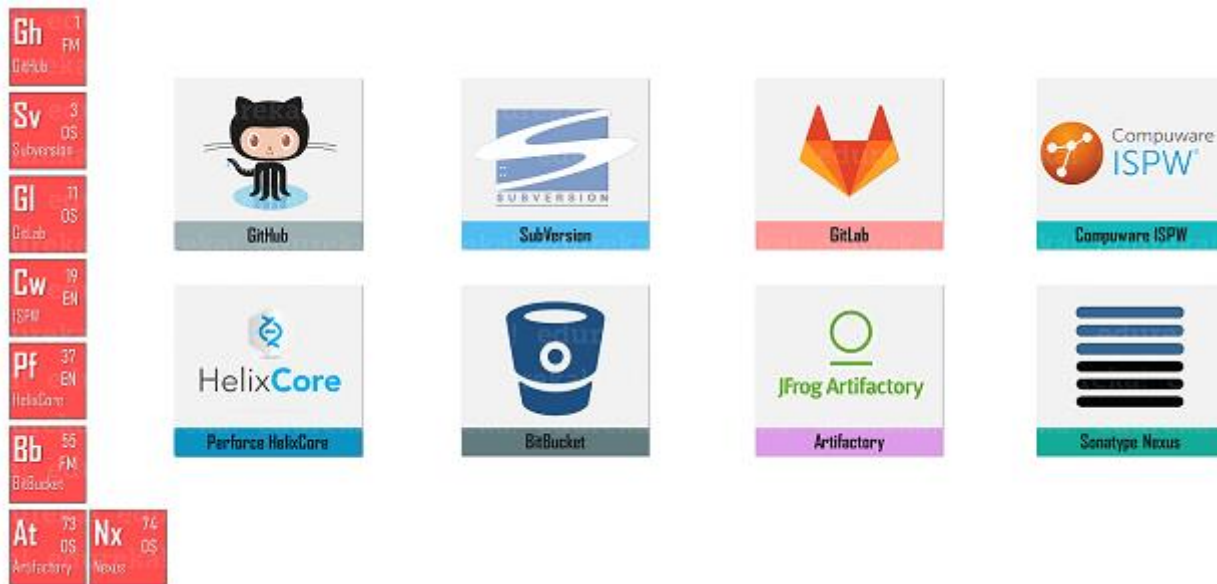 Gh 1
FM
GitHub
Sv 3
OS
Subversion
Gl 11
OS
GitLab
Cw 19
EN
ISPW
Pf 37
EN
HelixCore
Bb 55
FM
BitBucket
At 73
OS
Artifactory
Nx 74
OS
Nexus
GitHub
SUBVERSION
SubVersion
GitLab
Compuware
ISPW
Compuware ISPW
HelixCore
Perforce HelixCore
BitBucket
JFrog Artifactory
Artifactory
Sonatype Nexus